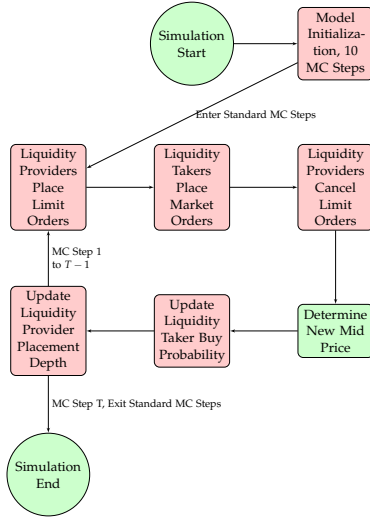 Simulation
Start
Model
Initializa-
tion, 10
MC Steps
Enter Standard MC Steps
Liquidity
Providers
Place
Limit
Orders
Liquidity
Takers
Place
Market
Orders
Liquidity
Providers
Cancel
Limit
Orders
MC Step 1
to T − 1
Update
Liquidity
Provider
Placement
Depth
Update
Liquidity
Taker Buy
Probability
Determine
New Mid
Price
MC Step T, Exit Standard MC Steps
Simulation
End